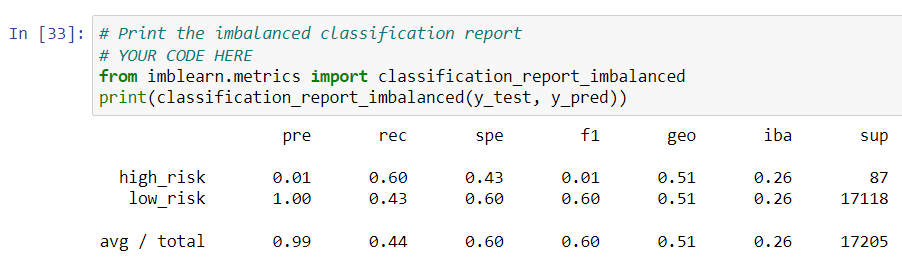 In [33]: # Print the imbalanced classification report
# YOUR CODE HERE
from imblearn.metrics import classification_report_imbalanced
print(classification_report_imbalanced(y_test, y_pred))
pre rec spe f1 geo iba sup
high_risk 0.01 0.60 0.43 0.01 0.51 0.26 87
low_risk 1.00 0.43 0.60 0.60 0.51 0.26 17118
avg / total 0.99 0.44 0.60 0.60 0.51 0.26 17205